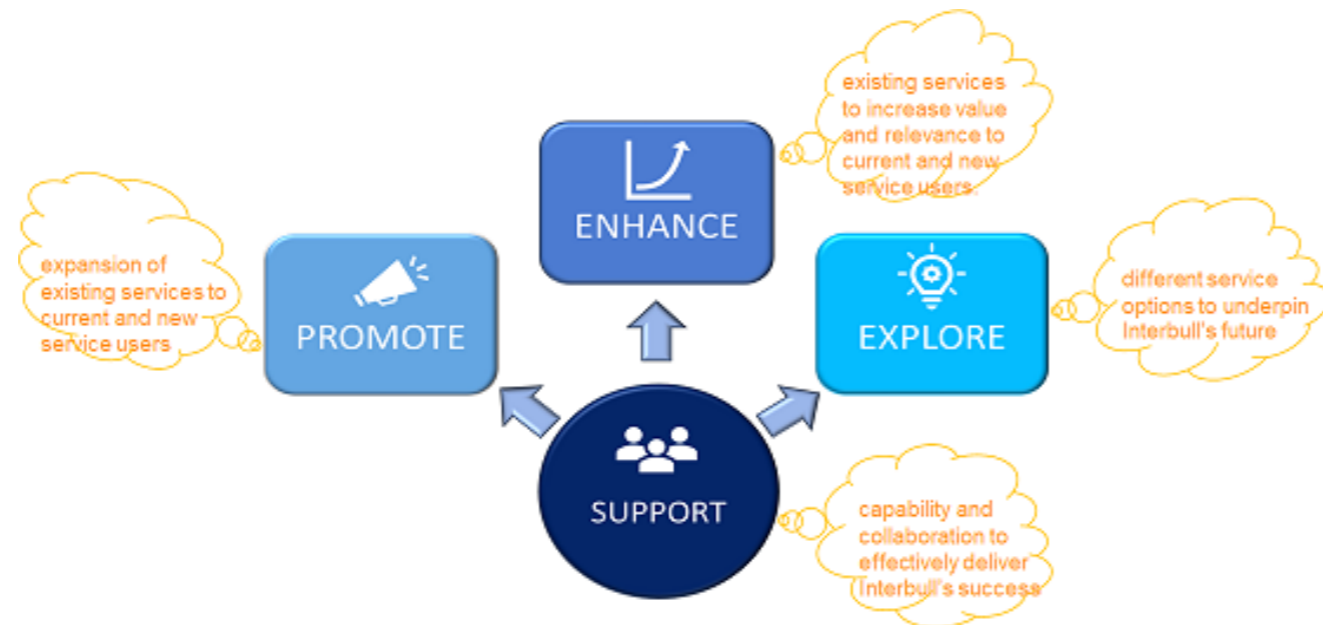 existing services
to increase value
and relevance to
current and new
service users.
ENHANCE
expansion of
existing services to
current and new
service users
PROMOTE
EXPLORE
different service
options to underpin
Interbull's future
SUPPORT
capability and
collaboration to
effectively deliver
Interbull's success